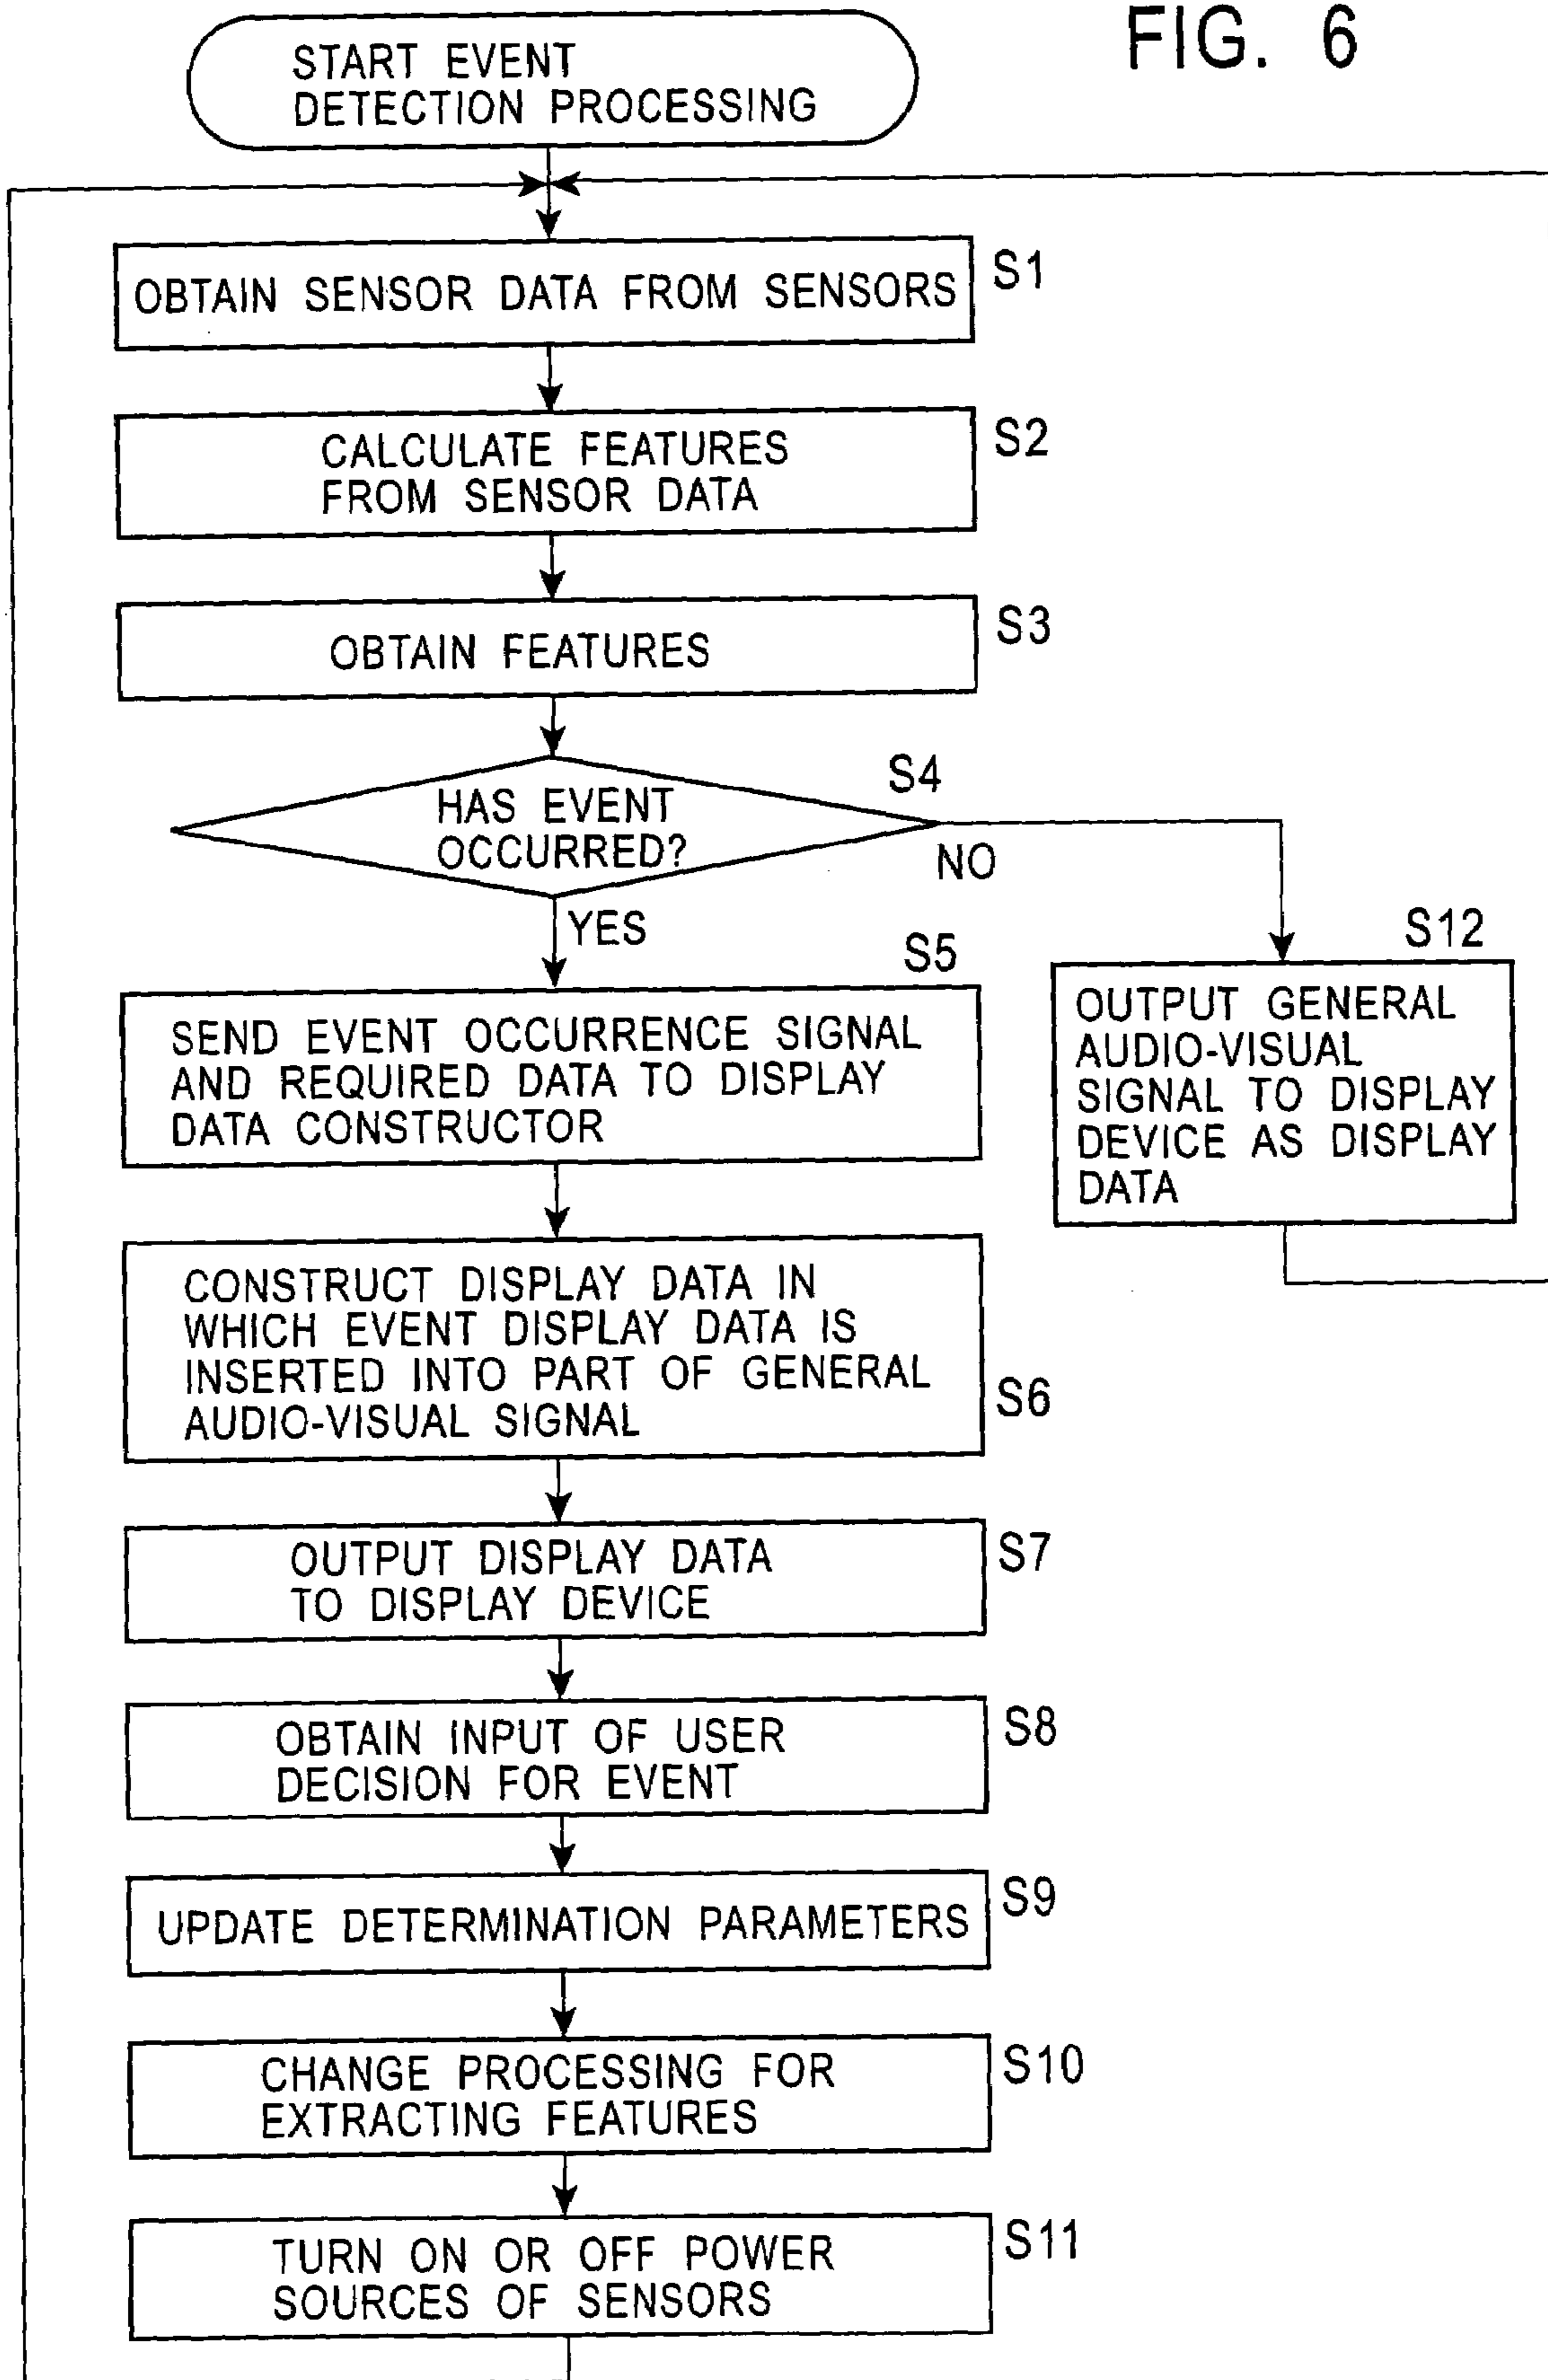 FIG. 6
START EVENT
DETECTION PROCESSING
OBTAIN SENSOR DATA FROM SENSORS
S1
CALCULATE FEATURES
FROM SENSOR DATA
S2
OBTAIN FEATURES
S3
HAS EVENT
OCCURRED?
S4
NO
YES
S5
SEND EVENT OCCURRENCE SIGNAL
AND REQUIRED DATA TO DISPLAY
DATA CONSTRUCTOR
S12
OUTPUT GENERAL
AUDIO-VISUAL
SIGNAL TO DISPLAY
DEVICE AS DISPLAY
DATA
CONSTRUCT DISPLAY DATA IN
WHICH EVENT DISPLAY DATA IS
INSERTED INTO PART OF GENERAL
AUDIO-VISUAL SIGNAL
S6
OUTPUT DISPLAY DATA
TO DISPLAY DEVICE
S7
OBTAIN INPUT OF USER
DECISION FOR EVENT
S8
UPDATE DETERMINATION PARAMETERS
S9
CHANGE PROCESSING FOR
EXTRACTING FEATURES
S10
TURN ON OR OFF POWER
SOURCES OF SENSORS
S11